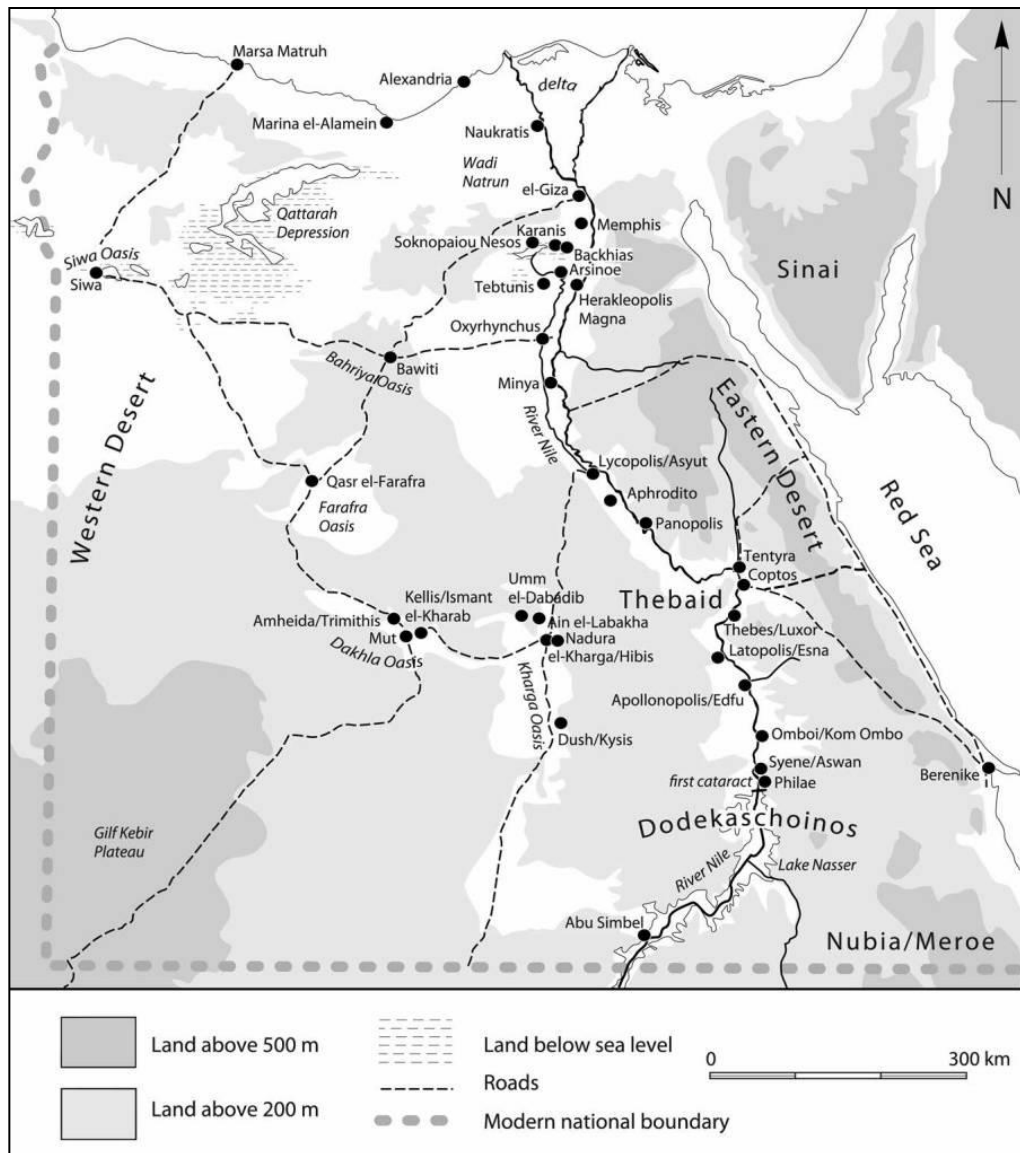 Marsa Matruh
Alexandria
delta
Marina el-Alamein
Naukratis
Wadi
Natrun
N
el-Giza
Qattarah
Depression
Memphis
Karanis
Soknopaiou Nesos
Backhias
Siwa Oasis
Siwa
Arsinoe
Sinai
Tebtunis
Herakleopolis
Magna
Oxyrhynchus
Bahriya Oasis
Bawiti
Minya
River Nile
Western Desert
Eastern Desert
Red Sea
Lycopolis/Asyut
Qasr el-Farafra
Farafra
Oasis
Aphrodito
Panopolis
Tentyra
Coptos
Umm
el-Dabadib
Kellis/Ismant
el-Kharab
Thebaid
Amheida/Trimithis
Ain el-Labakha
Mut
Dakhla Oasis
Nadura
el-Kharga/Hibis
Kharga Oasis
Thebes/Luxor
Latopolis/Esna
Apollonopolis/Edfu
Dush/Kysis
Omboi/Kom Ombo
Syene/Aswan
first cataract
Philae
Berenike
Gilf Kebir
Plateau
Dodekaschoinos
River Nile
Lake Nasser
Abu Simbel
Nubia/Meroe
Land above 500 m
Land above 200 m
Land below sea level
Roads
Modern national boundary
0 300 km